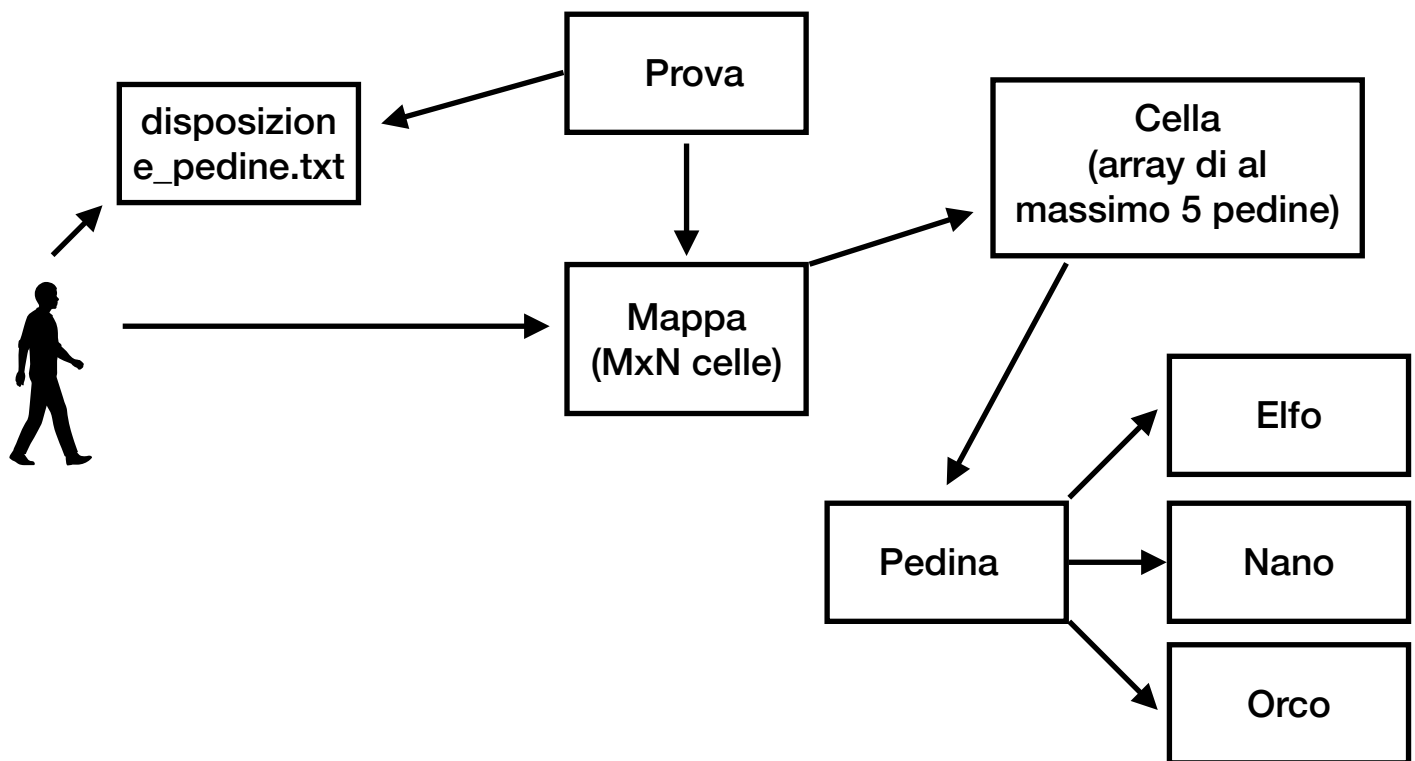 Prova
disposizion
e_pedine.txt
Cella
(array di al
massimo 5 pedine)
Mappa
(MxN celle)
Elfo
Pedina
Nano
Orco